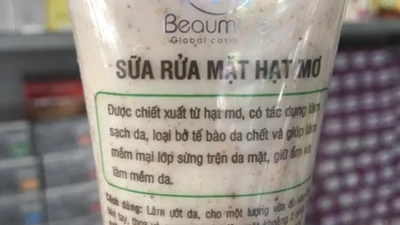 Global
SỮA RỬA MẶT HẠT MƠ
Được chiết xuất từ hạt mơ, có tác dụng làm
sạch da, loại bỏ tế bào da chết và giúp làm
mềm mại lớp sừng trên da mặt, giữ ẩm và
làm mềm da.
Cách dùng: Làm ướt da, cho một lượng vừa đủ